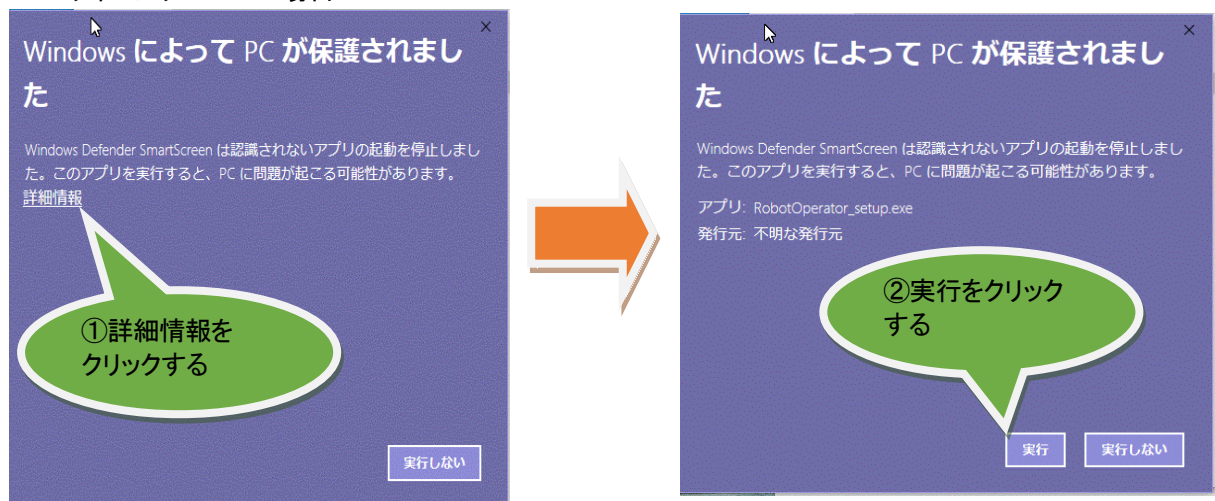 Windows によって PC が保護されまし
た
Windows Defender SmartScreen は認識されないアプリの起動を停止しまし
た。このアプリを実行すると、PC に問題が起こる可能性があります。
詳細情報
①詳細情報を
クリックする
実行しない
Windows によって PC が保護されまし
た
Windows Defender SmartScreen は認識されないアプリの起動を停止しまし
た。このアプリを実行すると、PC に問題が起こる可能性があります。
アプリ: RobotOperator_setup.exe
発行元: 不明な発行元
②実行をクリック
する
実行
実行しない